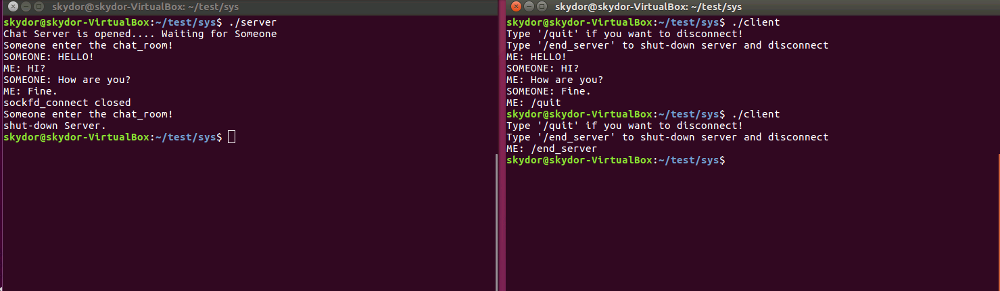 skydor@skydor-VirtualBox: ~/test/sys
skydor@skydor-VirtualBox:~/test/sys$ ./server
Chat Server is opened.... Waiting for Someone
Someone enter the chat_room!
SOMEONE: HELLO!
ME: HI?
SOMEONE: How are you?
ME: Fine.
sockfd_connect closed
Someone enter the chat_room!
shut-down Server.
skydor@skydor-VirtualBox:~/test/sys$
skydor@skydor-VirtualBox: ~/test/sys
skydor@skydor-VirtualBox:~/test/sys$ ./client
Type '/quit' if you want to disconnect!
Type '/end_server' to shut-down server and disconnect
ME: HELLO!
SOMEONE: HI?
ME: How are you?
SOMEONE: Fine.
ME: /quit
skydor@skydor-VirtualBox:~/test/sys$ ./client
Type '/quit' if you want to disconnect!
Type '/end_server' to shut-down server and disconnect
ME: /end_server
skydor@skydor-VirtualBox:~/test/sys$